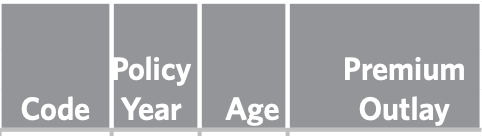 Code
Policy
Year
Age
Premium
Outlay